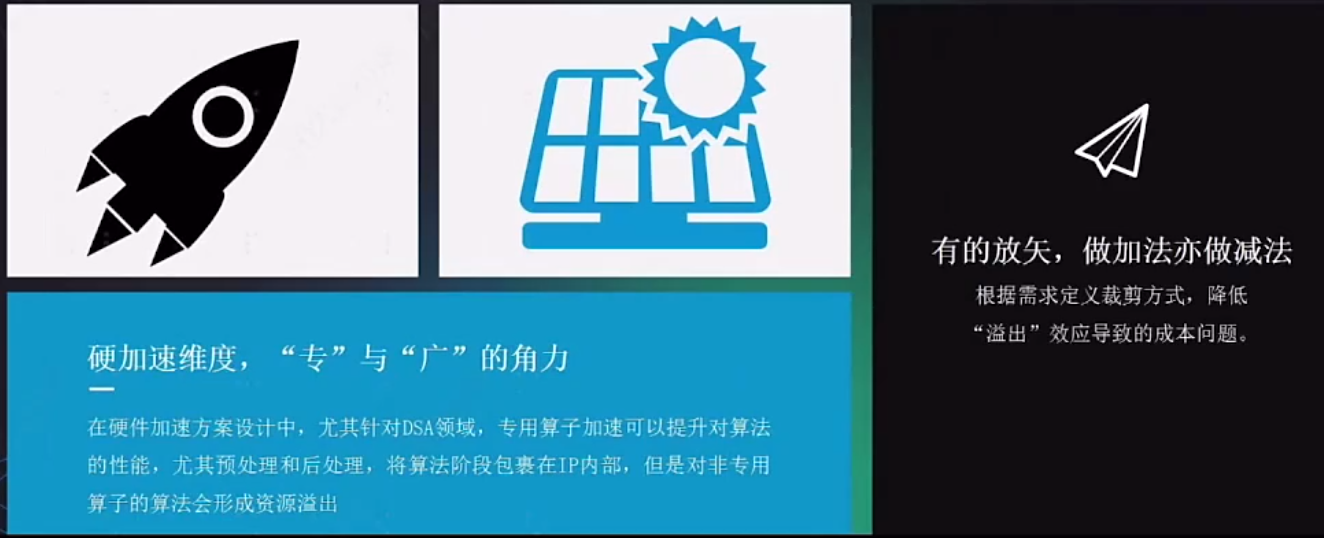 硬加速维度，“专”与“广”的角力
在硬件加速方案设计中，尤其针对DSA领域，专用算子加速可以提升对算法
的性能，尤其预处理和后处理，将算法阶段包裹在IP内部，但是对非专用
算子的算法会形成资源溢出
有的放矢，做加法亦做减法
根据需求定义裁剪方式，降低
“溢出”效应导致的成本问题。